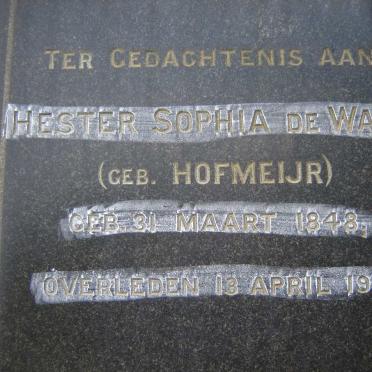 TER GEDACHTENIS AAN
HESTER SOPHIA DE WA
(GEB. HOFMEIJR)
GEB. 31 MAART 1848,
OVERLEDEN 13 APRIL 19